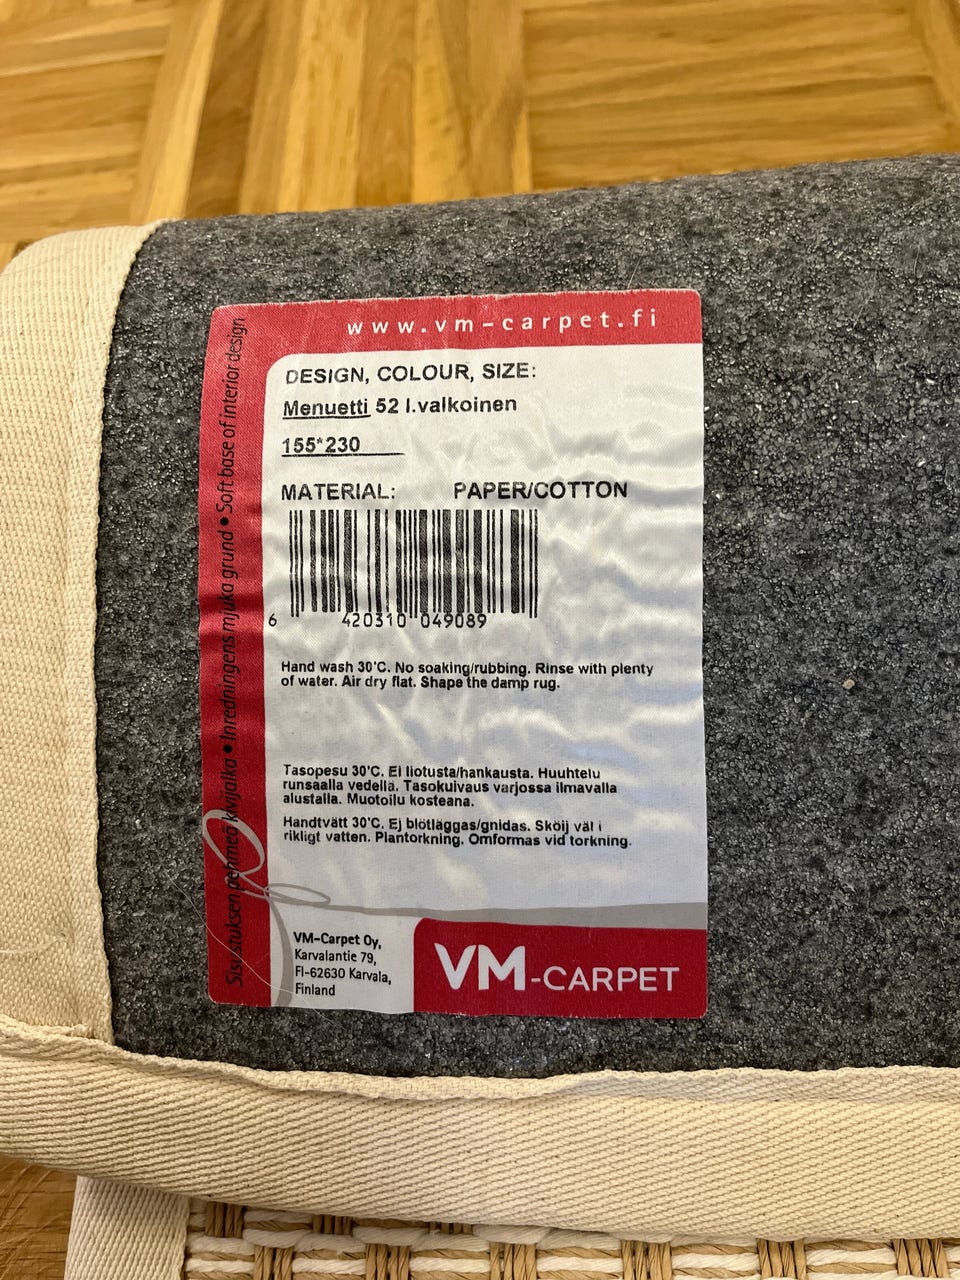 www.vm-carpet.fi
DESIGN, COLOUR, SIZE:
Menuetti 52 l.valkoinen
155*230
MATERIAL: PAPER/COTTON
6 420310 049089
Hand wash 30'C. No soaking/rubbing. Rinse with plenty
of water. Air dry flat. Shape the damp rug.
Tasopesu 30'C. Ei liotusta/hankausta. Huuhtelu
runsaalla vedellä. Tasokuivaus varjossa ilmavalla
alustalla. Muotoilu kosteana.
Handtvätt 30'C. Ej blötläggas/gnidas. Sköij väl i
rikligt vatten. Plantorkning. Omformas vid torkning.
Sisustuksen pehmeä kivijalka • Inredningens mjuka grund • Soft base of interior design
VM-Carpet Oy,
Karvalantie 79,
FI-62630 Karvala,
Finland
VM-CARPET